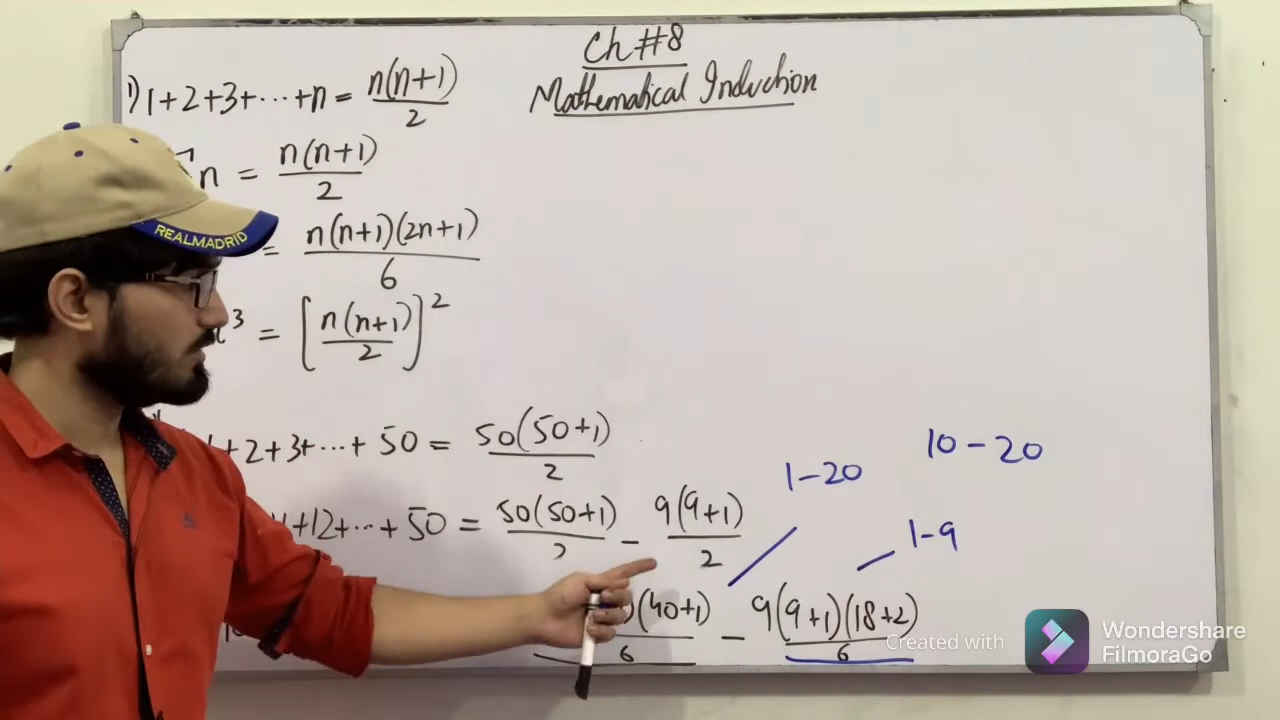 Ch #8
Mathematical Induction
1) 1+2+3+...+n = n(n+1)/2
n = n(n+1)/2
= n(n+1)(2n+1)/6
3 = [n(n+1)/2]^2
REALMADRID
+2+3+...+ 50 = 50(50+1)/2
+12+...+50 = 50(50+1)/2 - 9(9+1)/2
1-20
10-20
1-9
(40+1)/6 - 9(9+1)(18+2)/6
Created with
Wondershare
FilmoraGo